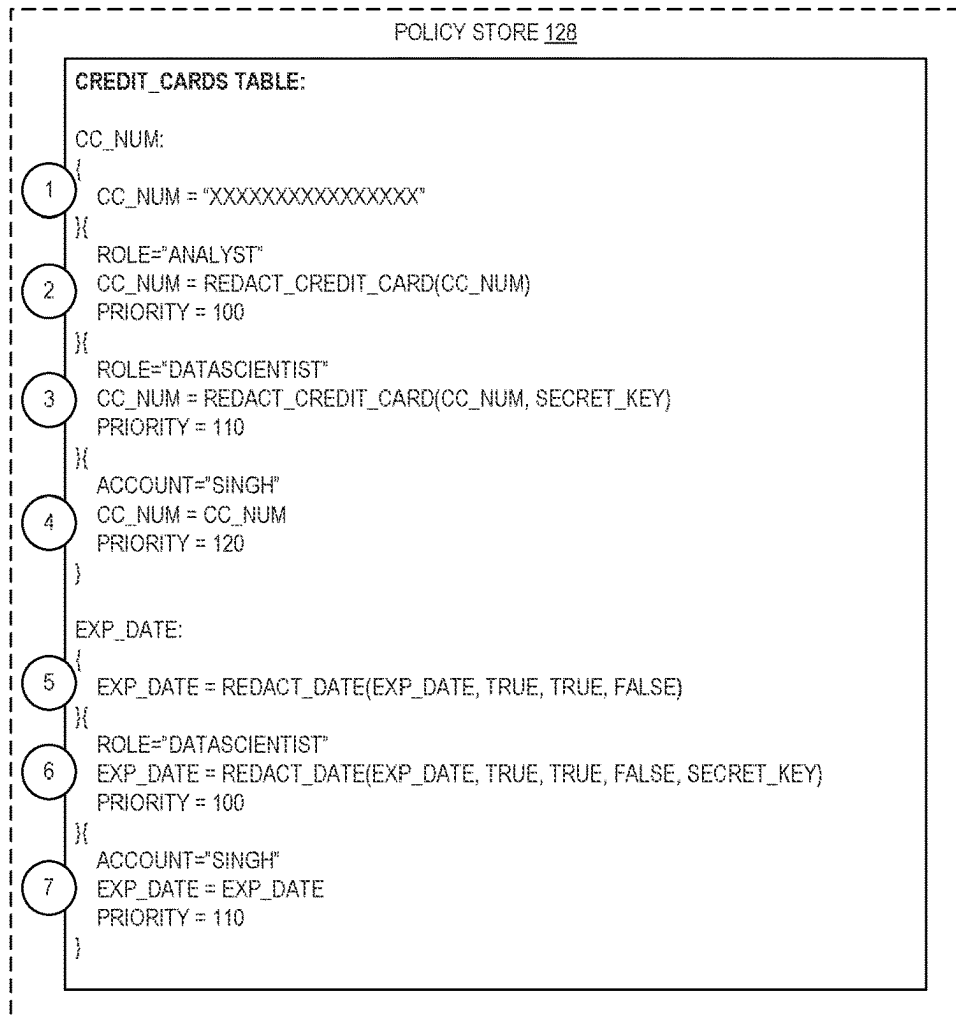 POLICY STORE 128
CREDIT_CARDS TABLE:
CC_NUM:
{
1
CC_NUM = "XXXXXXXXXXXXXXXX"
}{
ROLE="ANALYST"
2
CC_NUM = REDACT_CREDIT_CARD(CC_NUM)
PRIORITY = 100
}{
ROLE="DATASCIENTIST"
3
CC_NUM = REDACT_CREDIT_CARD(CC_NUM, SECRET_KEY)
PRIORITY = 110
}{
ACCOUNT="SINGH"
4
CC_NUM = CC_NUM
PRIORITY = 120
}
EXP_DATE:
{
5
EXP_DATE = REDACT_DATE(EXP_DATE, TRUE, TRUE, FALSE)
}{
ROLE="DATASCIENTIST"
6
EXP_DATE = REDACT_DATE(EXP_DATE, TRUE, TRUE, FALSE, SECRET_KEY)
PRIORITY = 100
}{
ACCOUNT="SINGH"
7
EXP_DATE = EXP_DATE
PRIORITY = 110
}